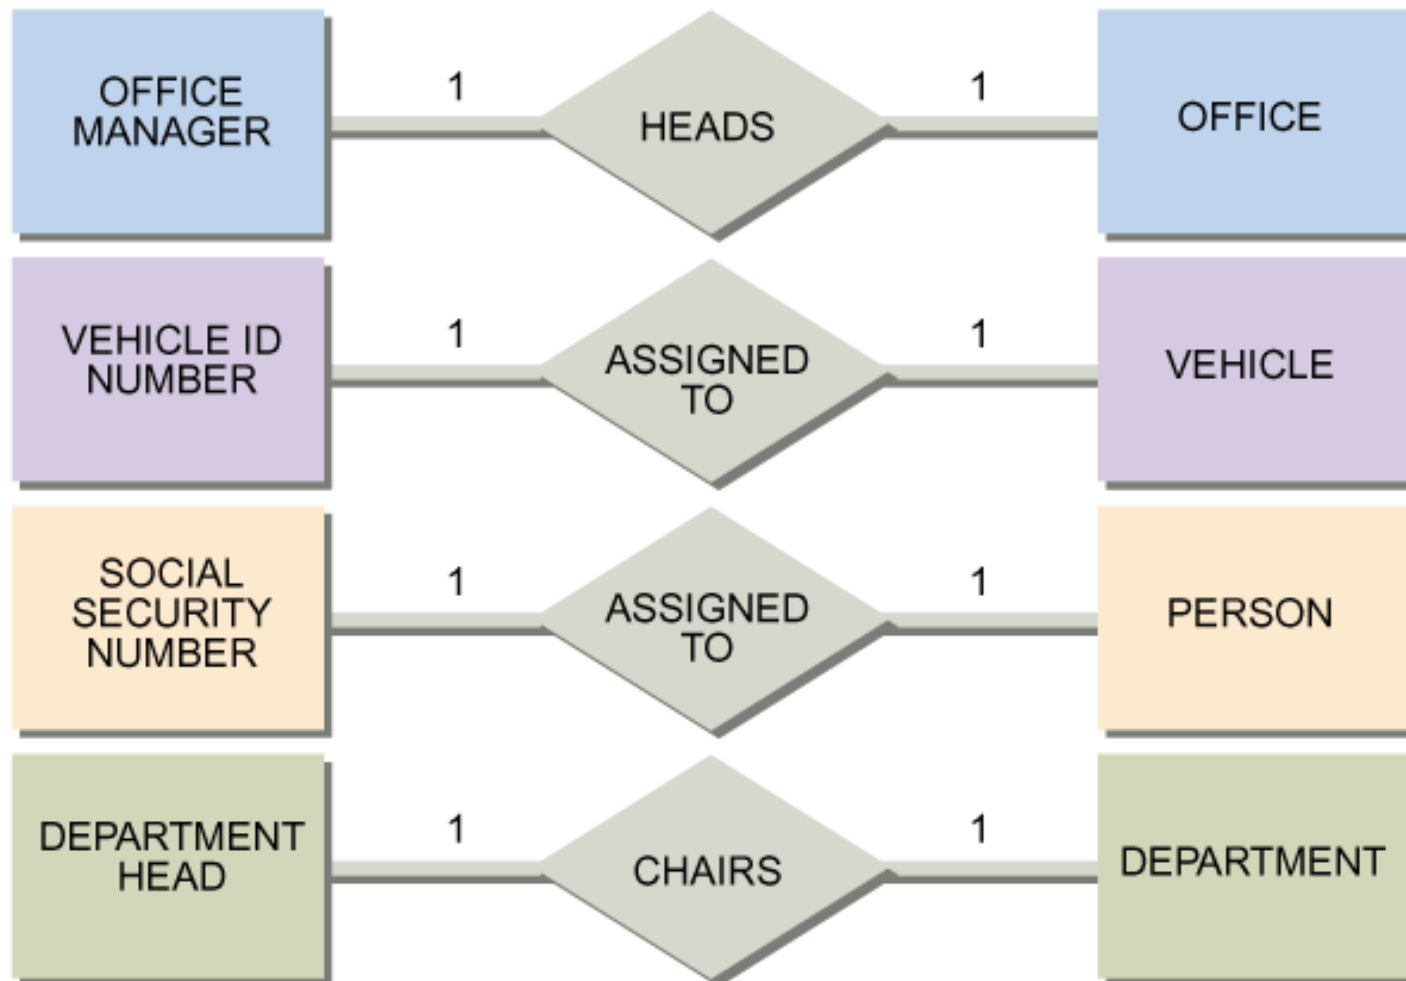 OFFICE
MANAGER
1
HEADS
1
OFFICE
VEHICLE ID
NUMBER
1
ASSIGNED
TO
1
VEHICLE
SOCIAL
SECURITY
NUMBER
1
ASSIGNED
TO
1
PERSON
DEPARTMENT
HEAD
1
CHAIRS
1
DEPARTMENT